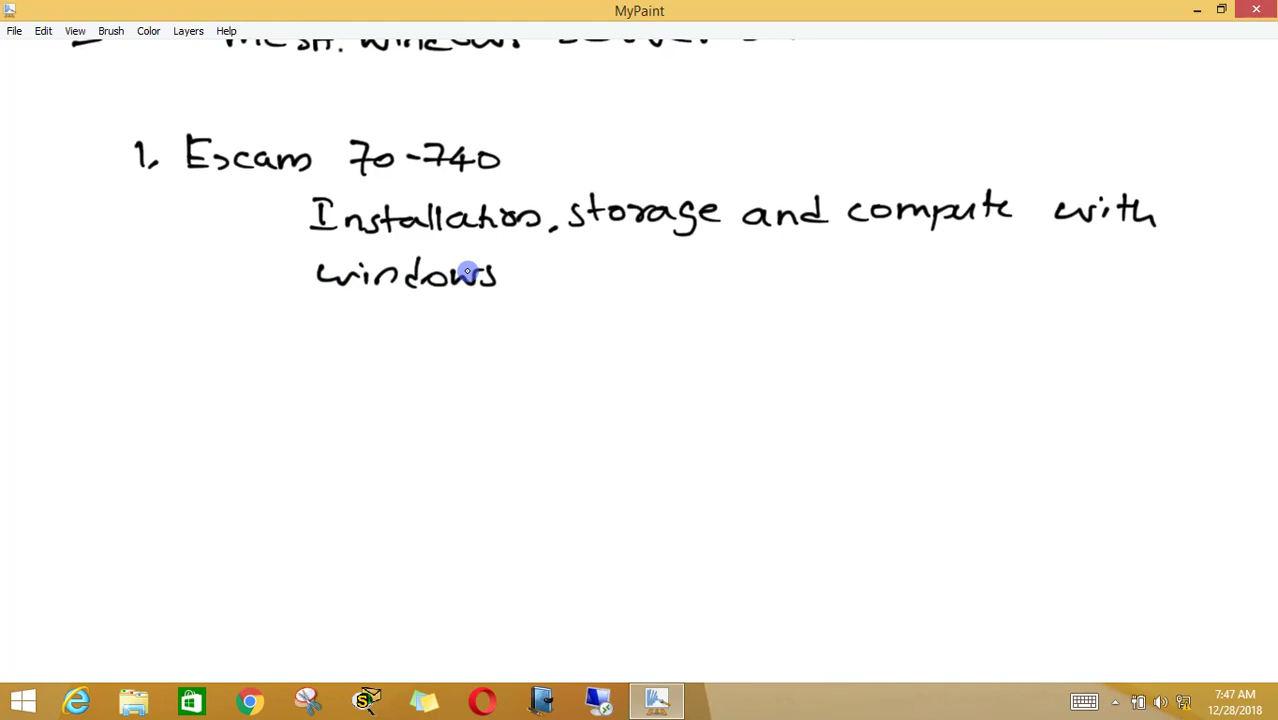 MyPaint
File Edit View Brush Color Layers Help
1. Excam 70-740
Installation, storage and compute with
windows
7:47 AM
12/28/2018